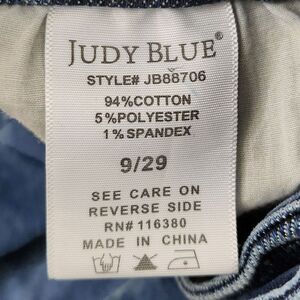 JUDY BLUE®
STYLE# JB88706
94%COTTON
5%POLYESTER
1%SPANDEX
9/29
SEE CARE ON
REVERSE SIDE
RN# 116380
MADE IN CHINA